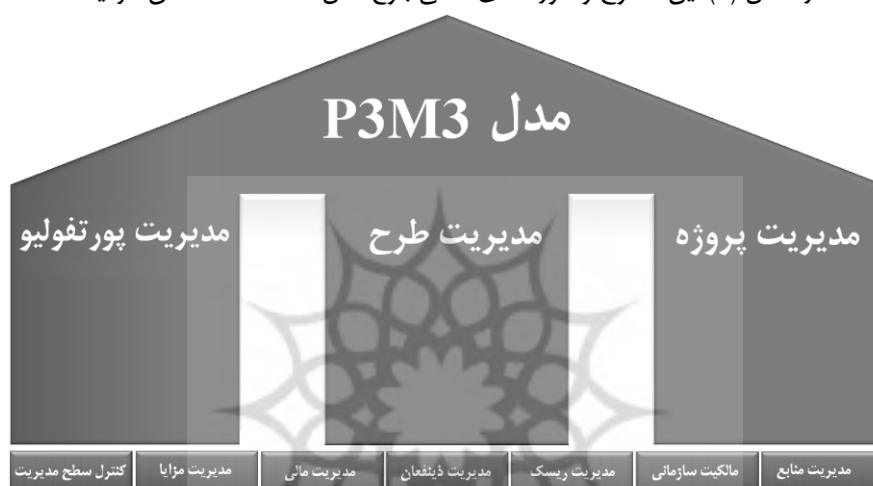 مدل P3M3
مدیریت پروژه
مدیریت طرح
مدیریت پورتفولیو
مدیریت منابع
مالکیت سازمانی
مدیریت ریسک
مدیریت ذینفعان
مدیریت مالی
مدیریت مزایا
کنترل سطح مدیریت